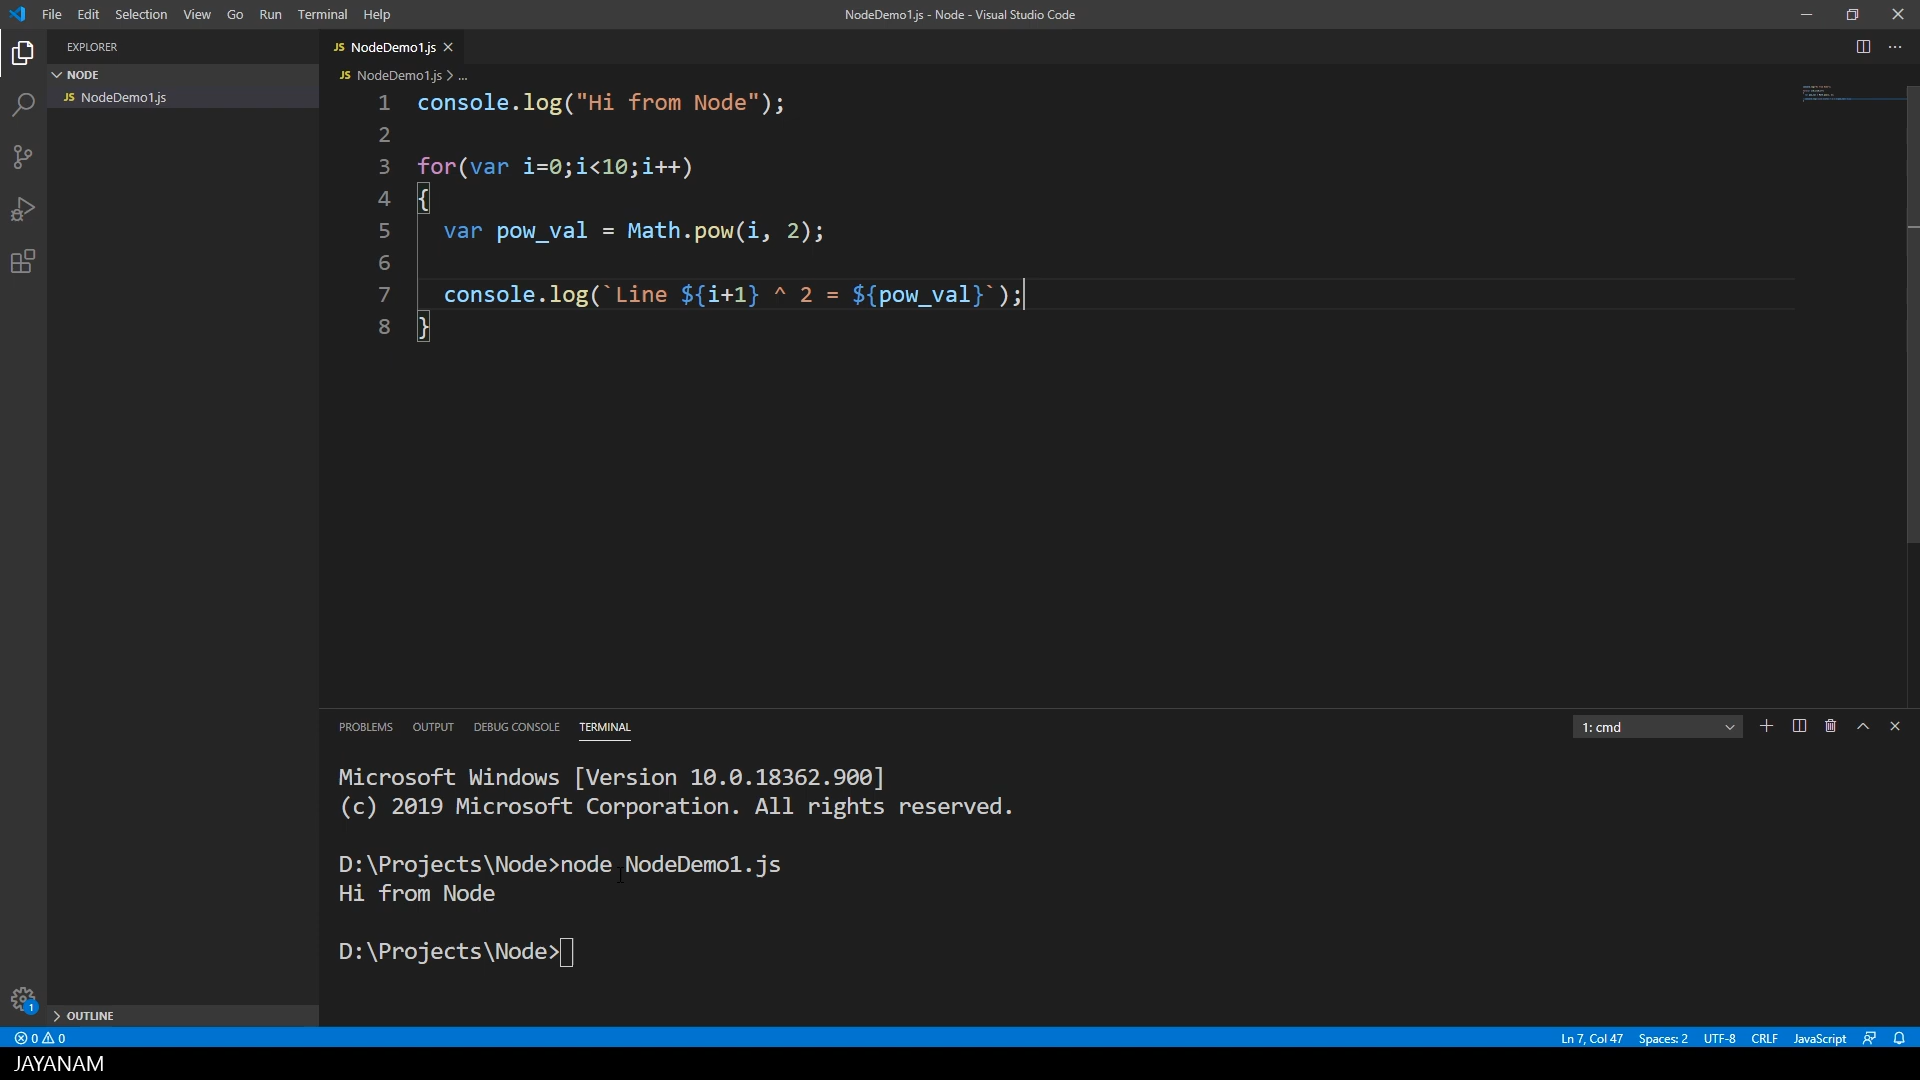 File Edit Selection View Go Run Terminal Help
NodeDemo1.js - Node - Visual Studio Code
EXPLORER
NODE
JS NodeDemo1.js
JS NodeDemo1.js
JS NodeDemo1.js > ...
1 console.log("Hi from Node");
2
3 for(var i=0;i<10;i++)
4 {
5 var pow_val = Math.pow(i, 2);
6
7 console.log(`Line ${i+1} ^ 2 = ${pow_val}`);
8 }
PROBLEMS OUTPUT DEBUG CONSOLE TERMINAL
1: cmd
Microsoft Windows [Version 10.0.18362.900]
(c) 2019 Microsoft Corporation. All rights reserved.
D:\Projects\Node>node NodeDemo1.js
Hi from Node
D:\Projects\Node>
1
OUTLINE
0 0
Ln 7, Col 47 Spaces: 2 UTF-8 CRLF JavaScript
JAYANAM